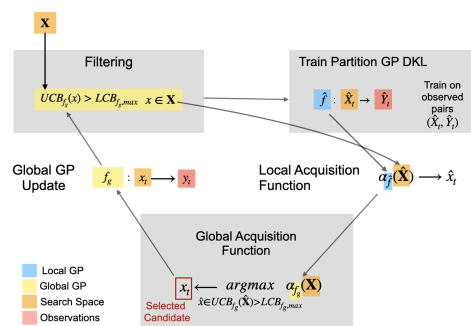 X
Filtering
UCB_{f_g}(x) > LCB_{f_g,max}  x ∈ X
Train Partition GP DKL
f̂ : X̂_t → Ŷ_t
Train on
observed
pairs
(X̂_t, Ŷ_t)
Global GP
Update
f_g : x_t → y_t
Local Acquisition
Function
α_{f̂}(X̂) → x̂_t
Global Acquisition
Function
x_t ← argmax α_{f_g}(X)
x̂∈UCB_{f_g}(X̂)>LCB_{f_g,max}
Selected
Candidate
Local GP
Global GP
Search Space
Observations